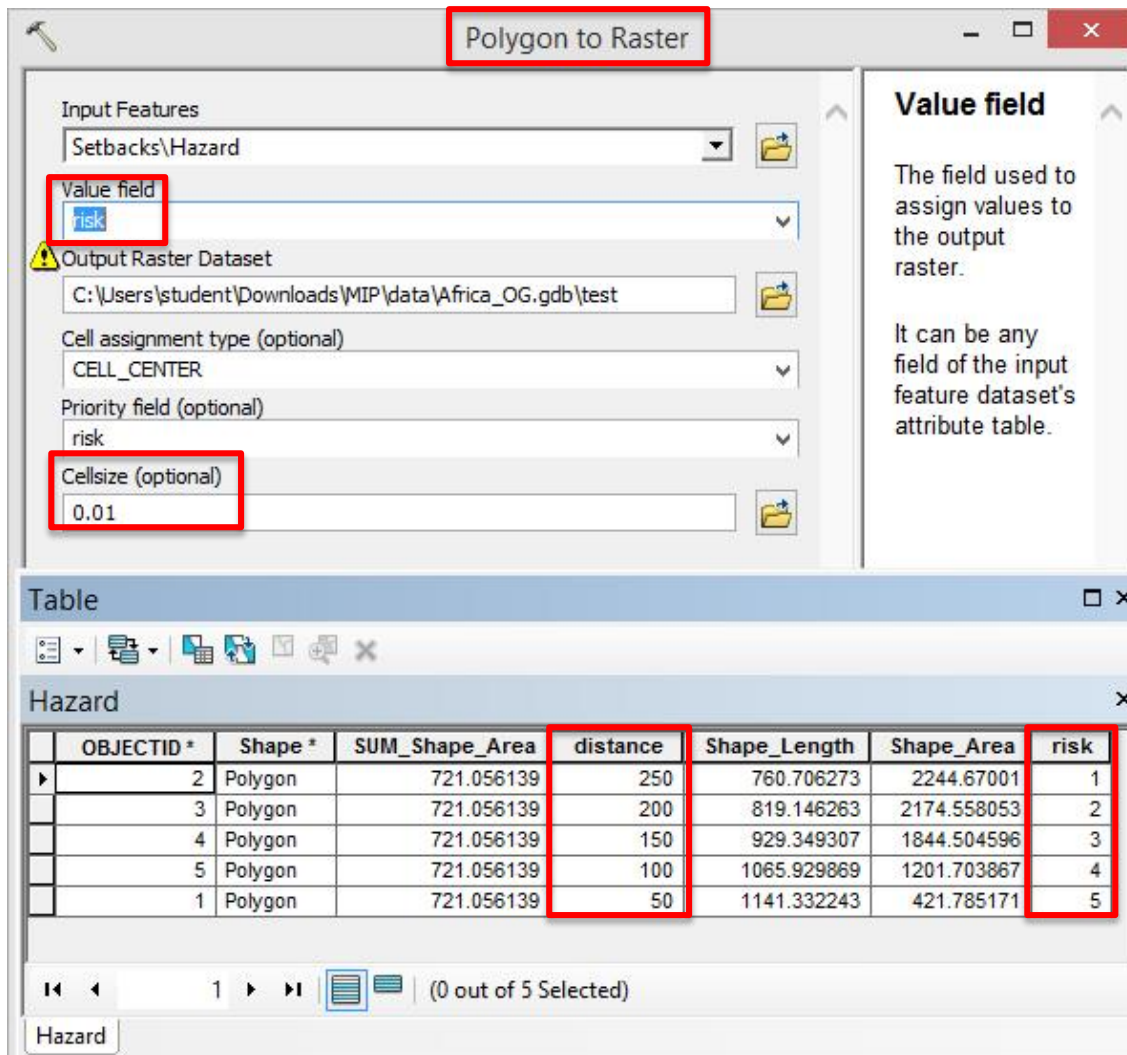 Polygon to Raster
Input Features
Setbacks\Hazard
Value field
risk
Output Raster Dataset
C:\Users\student\Downloads\MIP\data\Africa_OG.gdb\test
Cell assignment type (optional)
CELL_CENTER
Priority field (optional)
risk
Cellsize (optional)
0.01
Value field
The field used to
assign values to
the output
raster.
It can be any
field of the input
feature dataset's
attribute table.
Table
Hazard
OBJECTID * Shape * SUM_Shape_Area distance Shape_Length Shape_Area risk
2 Polygon 721.056139 250 760.706273 2244.67001 1
3 Polygon 721.056139 200 819.146263 2174.558053 2
4 Polygon 721.056139 150 929.349307 1844.504596 3
5 Polygon 721.056139 100 1065.929869 1201.703867 4
1 Polygon 721.056139 50 1141.332243 421.785171 5
1 (0 out of 5 Selected)
Hazard